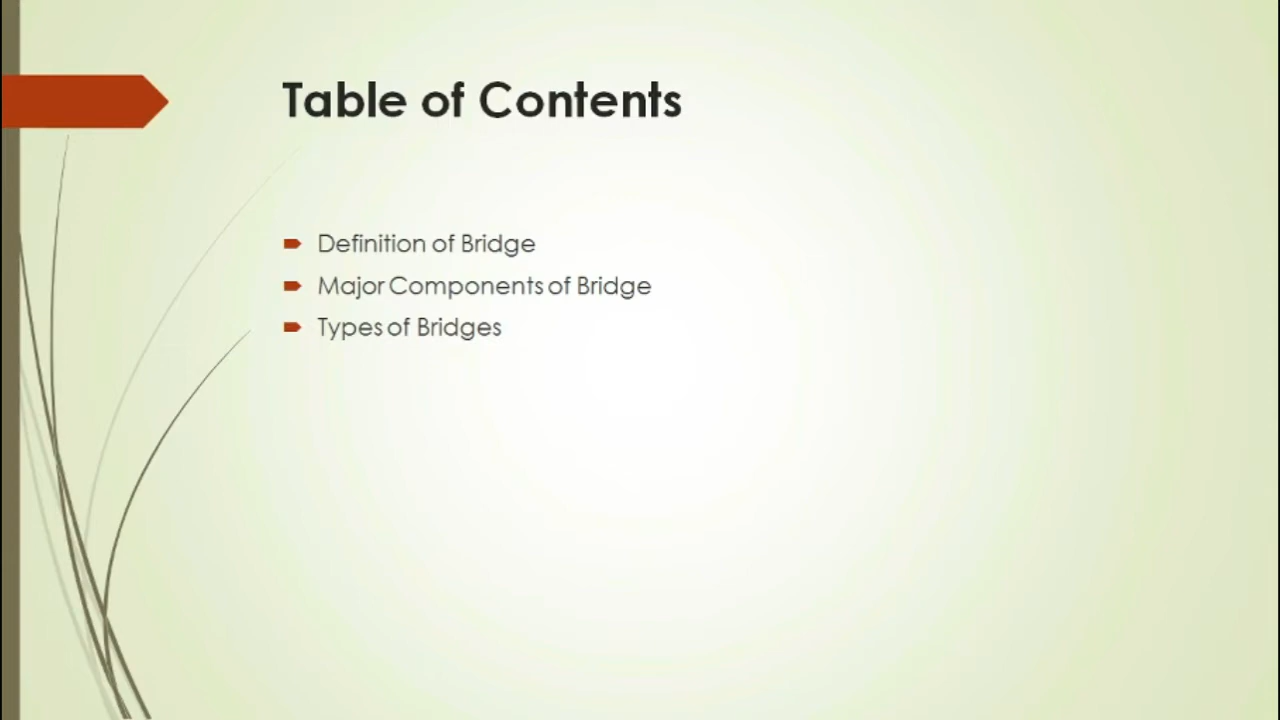 Table of Contents
Definition of Bridge
Major Components of Bridge
Types of Bridges